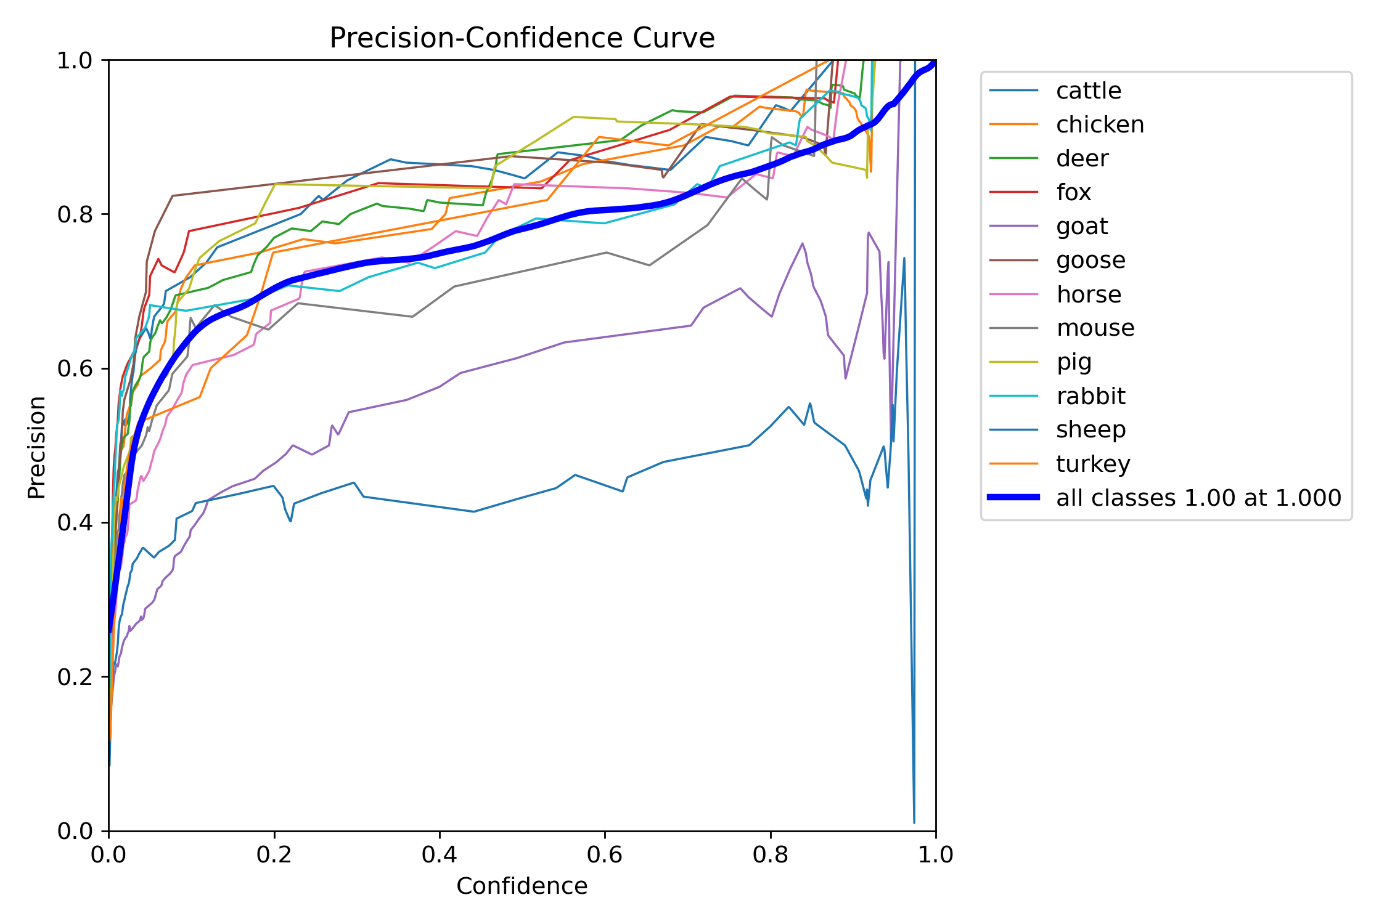 Precision-Confidence Curve
1.0
0.8
0.6
0.4
0.2
0.0
Precision
0.0 0.2 0.4 0.6 0.8 1.0
Confidence
cattle
chicken
deer
fox
goat
goose
horse
mouse
pig
rabbit
sheep
turkey
all classes 1.00 at 1.000